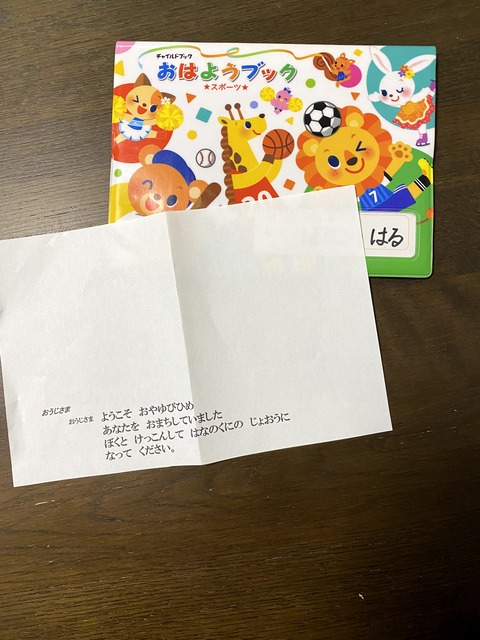 チャイルドブック
おはようブック
★スポーツ★
7
はる
おうじさま
おうじさま ようこそ おやゆびひめ
あなたを おまちしていました
ぼくと けっこんして はなのくにの じょおうに
なって ください。